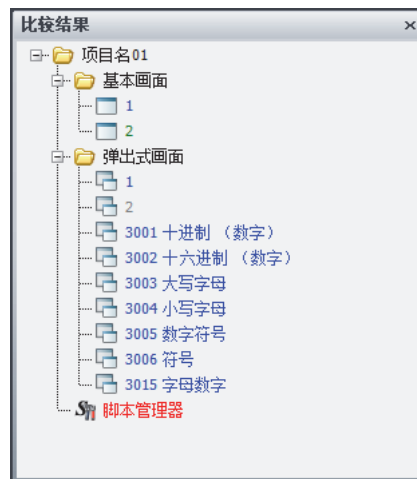 比较结果
项目名01
基本画面
1
2
弹出式画面
1
2
3001 十进制 （数字）
3002 十六进制 （数字）
3003 大写字母
3004 小写字母
3005 数字符号
3006 符号
3015 字母数字
脚本管理器